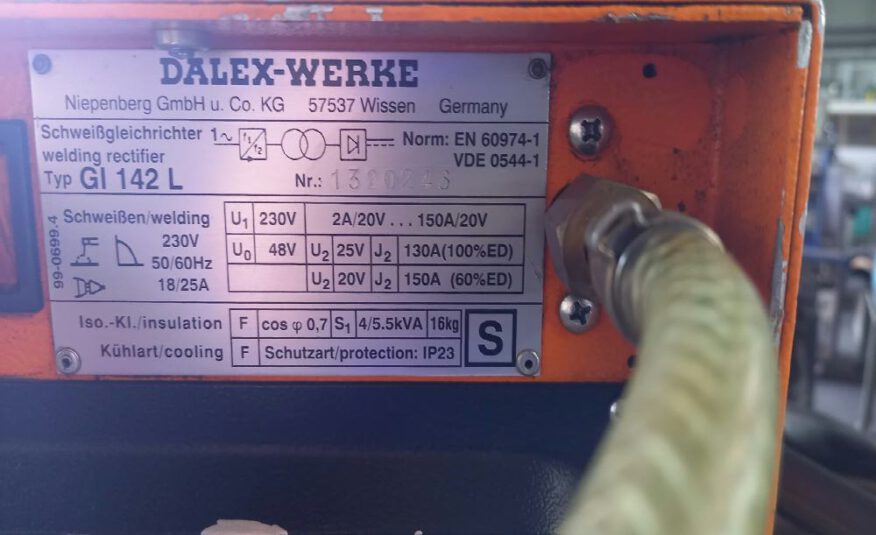 DALEX-WERKE
Niepenberg GmbH u. Co. KG 57537 Wissen Germany
Schweißgleichrichter 1~ f1 f2 Norm: EN 60974-1
welding rectifier VDE 0544-1
Typ GI 142 L Nr.: 1320246
99-0699.4
Schweißen/welding U1 230V 2A/20V . . . 150A/20V
230V U0 48V U2 25V J2 130A(100%ED)
50/60Hz
18/25A U2 20V J2 150A (60%ED)
Iso.-Kl./insulation F cos φ 0,7 S1 4/5.5kVA 16kg S
Kühlart/cooling F Schutzart/protection: IP23